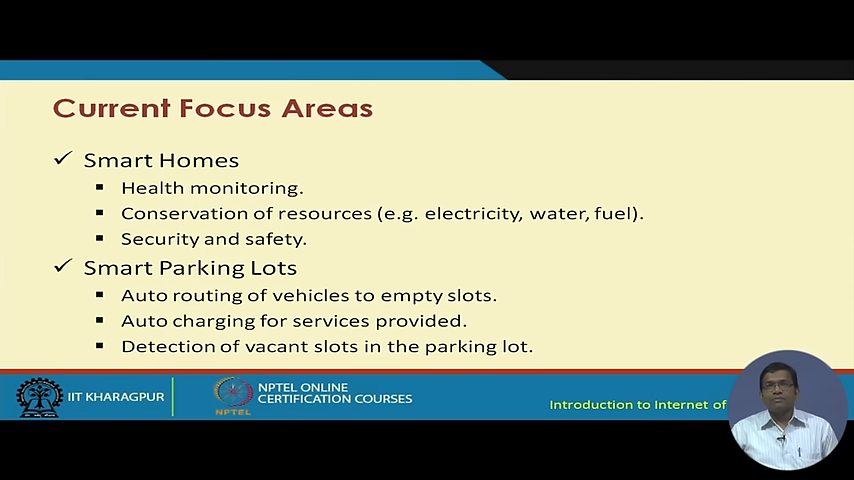 Current Focus Areas
✓ Smart Homes
▪ Health monitoring.
▪ Conservation of resources (e.g. electricity, water, fuel).
▪ Security and safety.
✓ Smart Parking Lots
▪ Auto routing of vehicles to empty slots.
▪ Auto charging for services provided.
▪ Detection of vacant slots in the parking lot.
IIT KHARAGPUR
NPTEL
NPTEL ONLINE
CERTIFICATION COURSES
Introduction to Internet of